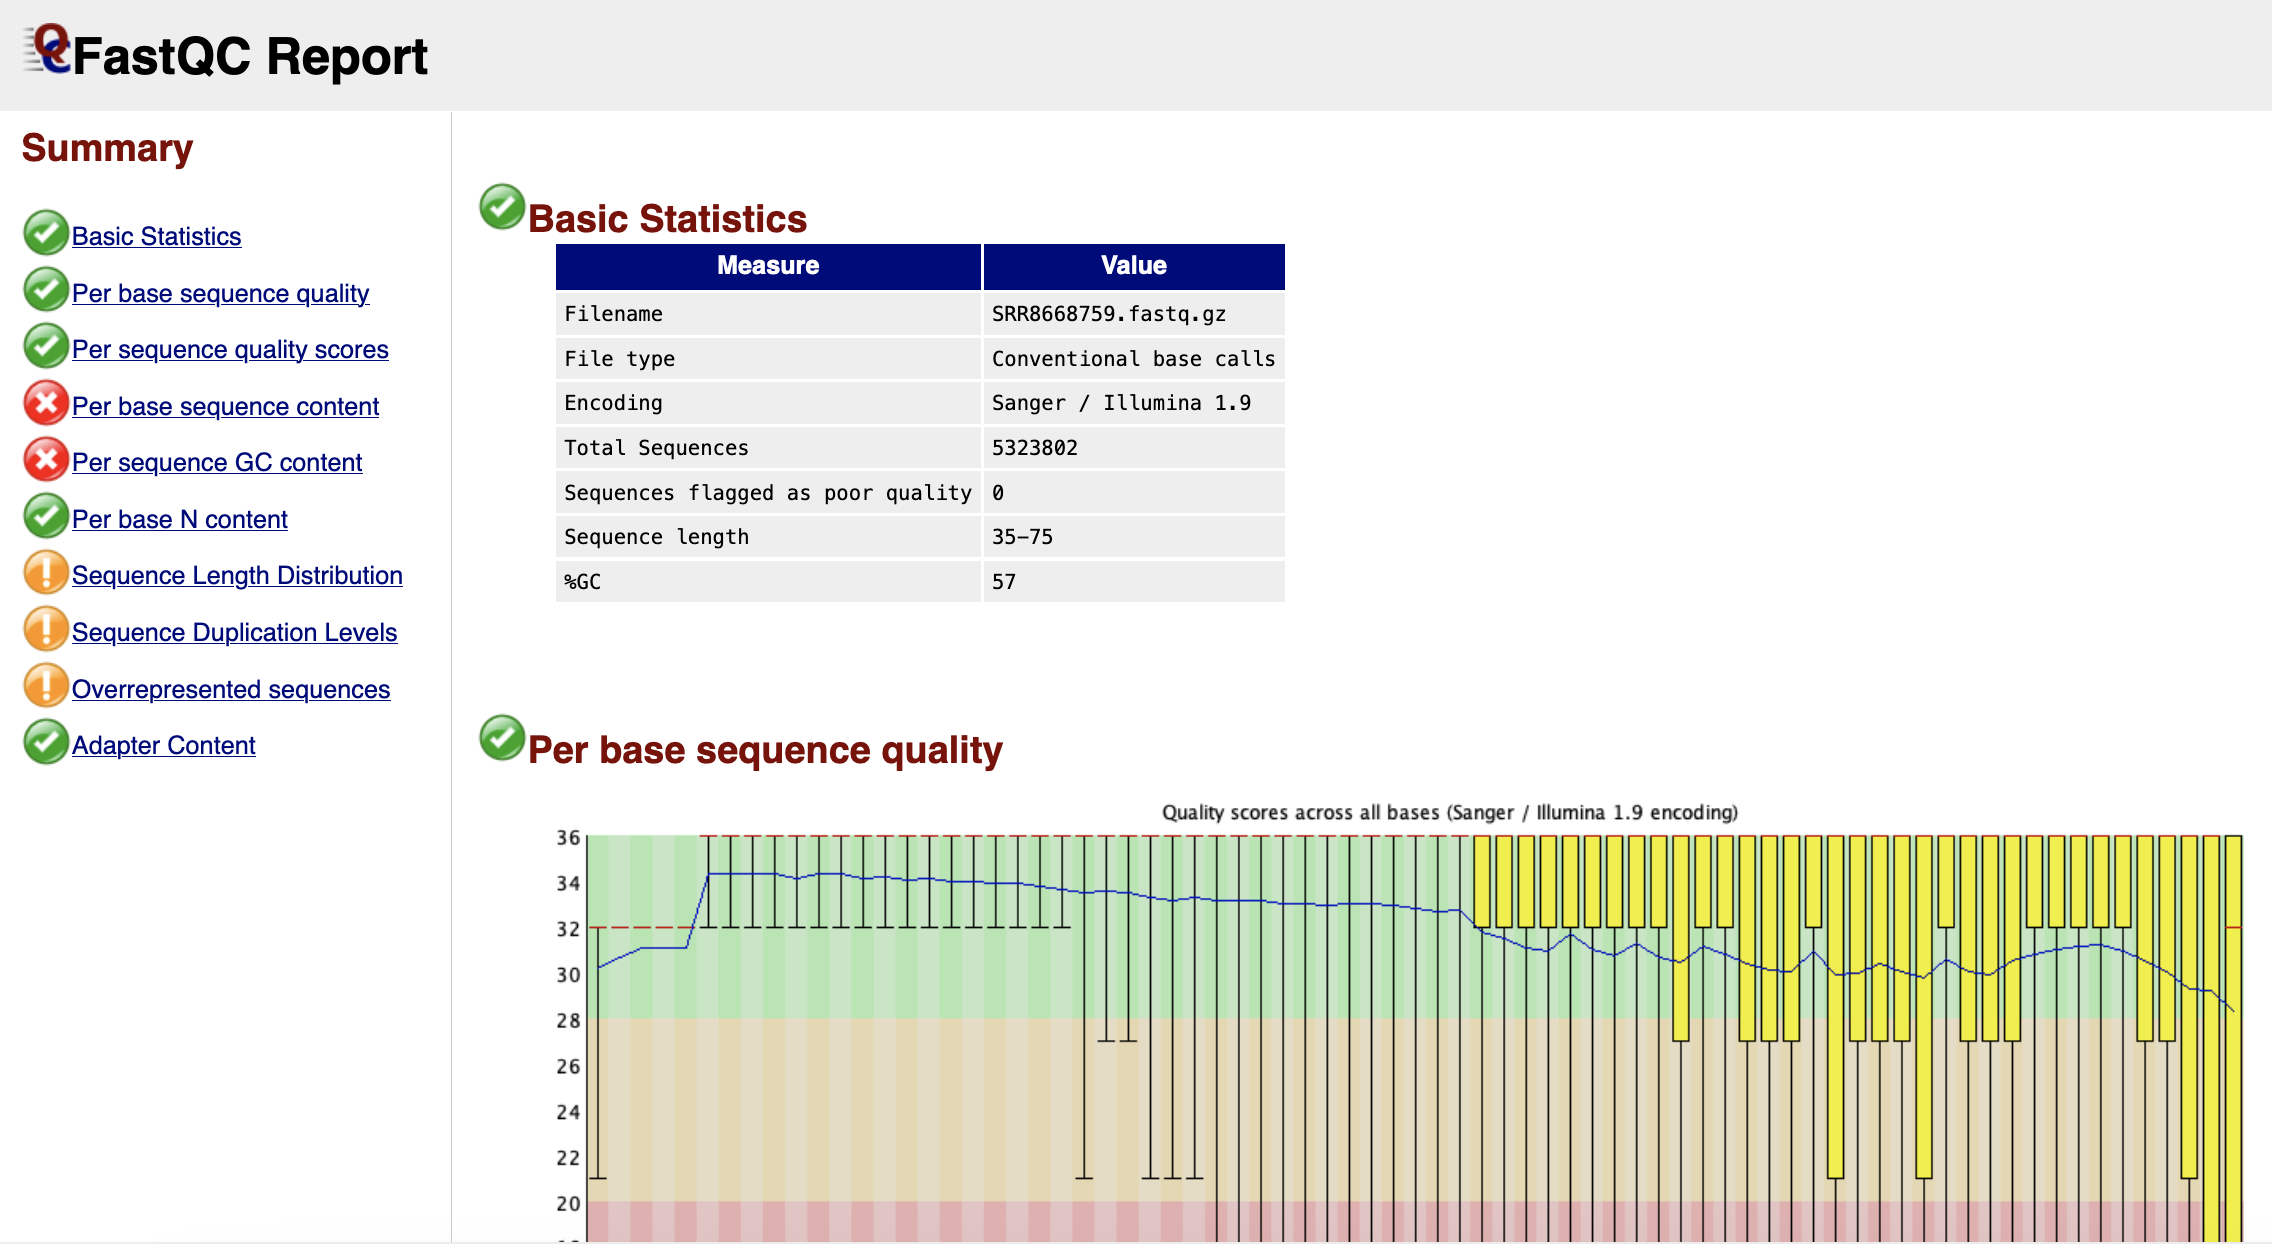 FastQC Report
Summary
Basic Statistics
Per base sequence quality
Per sequence quality scores
Per base sequence content
Per sequence GC content
Per base N content
Sequence Length Distribution
Sequence Duplication Levels
Overrepresented sequences
Adapter Content
Basic Statistics
Measure Value
Filename SRR8668759.fastq.gz
File type Conventional base calls
Encoding Sanger / Illumina 1.9
Total Sequences 5323802
Sequences flagged as poor quality 0
Sequence length 35-75
%GC 57
Per base sequence quality
Quality scores across all bases (Sanger / Illumina 1.9 encoding)
36
34
32
30
28
26
24
22
20